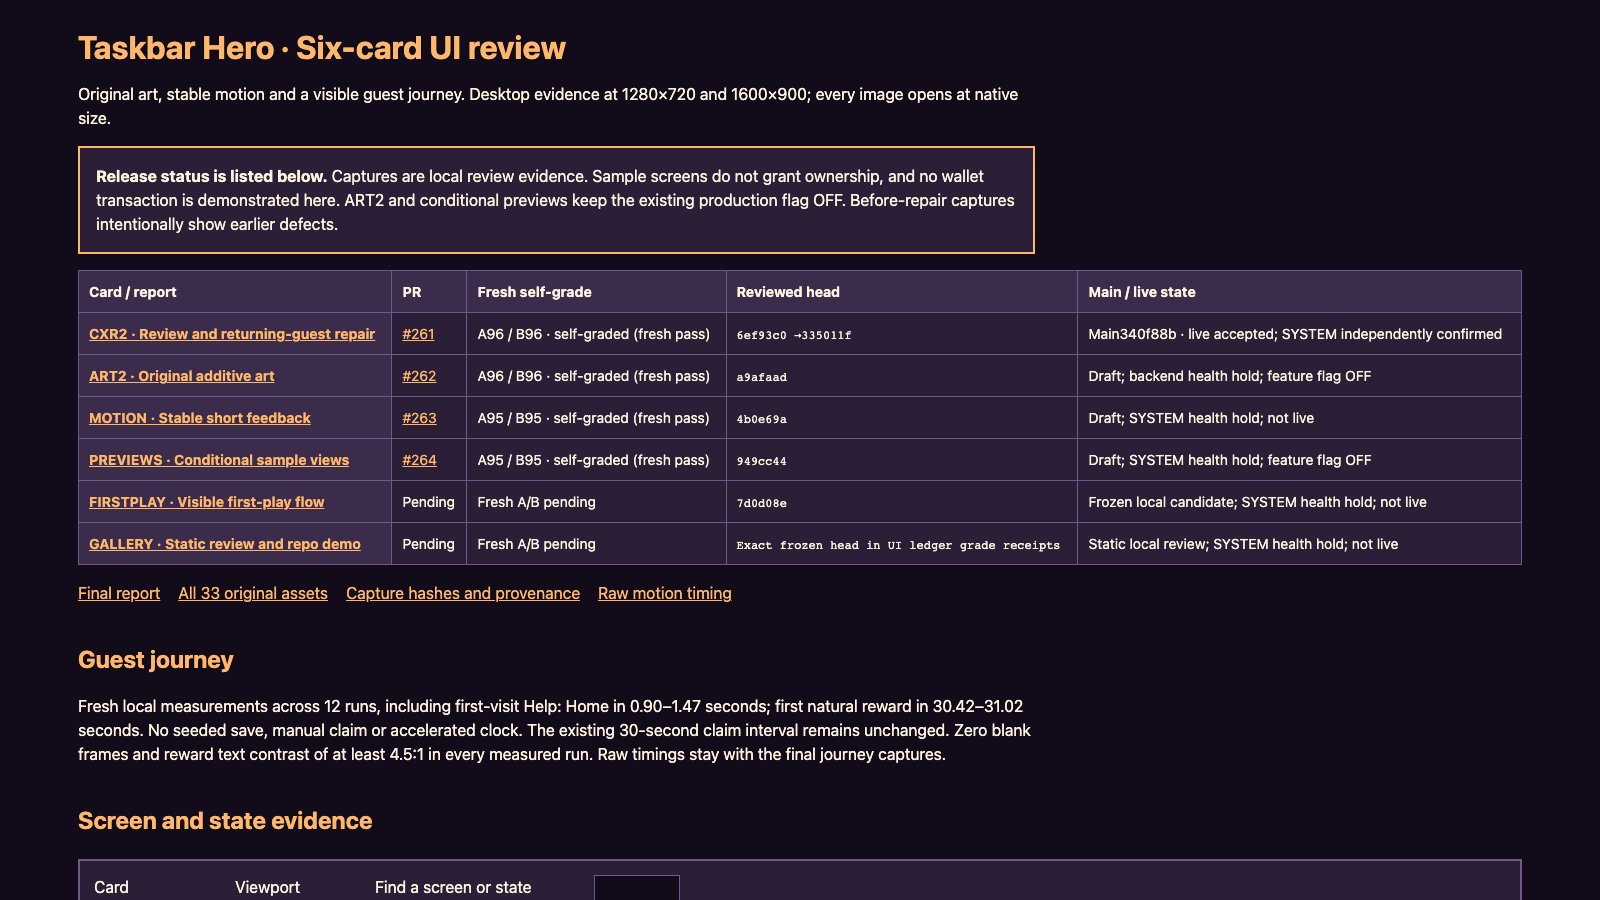 Taskbar Hero · Six-card UI review
Original art, stable motion and a visible guest journey. Desktop evidence at 1280×720 and 1600×900; every image opens at native
size.
Release status is listed below. Captures are local review evidence. Sample screens do not grant ownership, and no wallet
transaction is demonstrated here. ART2 and conditional previews keep the existing production flag OFF. Before-repair captures
intentionally show earlier defects.
Card / report PR Fresh self-grade Reviewed head Main / live state
CXR2 · Review and returning-guest repair #261 A96 / B96 · self-graded (fresh pass) 6ef93c0 →335011f Main340f88b · live accepted; SYSTEM independently confirmed
ART2 · Original additive art #262 A96 / B96 · self-graded (fresh pass) a9afaad Draft; backend health hold; feature flag OFF
MOTION · Stable short feedback #263 A95 / B95 · self-graded (fresh pass) 4b0e69a Draft; SYSTEM health hold; not live
PREVIEWS · Conditional sample views #264 A95 / B95 · self-graded (fresh pass) 949cc44 Draft; SYSTEM health hold; feature flag OFF
FIRSTPLAY · Visible first-play flow Pending Fresh A/B pending 7d0d08e Frozen local candidate; SYSTEM health hold; not live
GALLERY · Static review and repo demo Pending Fresh A/B pending Exact frozen head in UI ledger grade receipts Static local review; SYSTEM health hold; not live
Final report All 33 original assets Capture hashes and provenance Raw motion timing
Guest journey
Fresh local measurements across 12 runs, including first-visit Help: Home in 0.90–1.47 seconds; first natural reward in 30.42–31.02
seconds. No seeded save, manual claim or accelerated clock. The existing 30-second claim interval remains unchanged. Zero blank
frames and reward text contrast of at least 4.5:1 in every measured run. Raw timings stay with the final journey captures.
Screen and state evidence
Card Viewport Find a screen or state